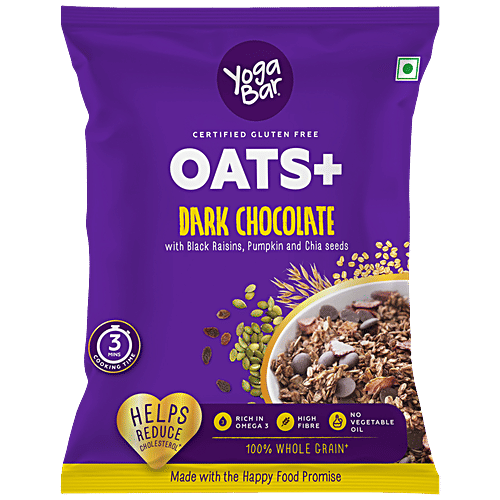 Yoga
Bar.
CERTIFIED GLUTEN FREE
OATS+
DARK CHOCOLATE
with Black Raisins, Pumpkin and Chia seeds
3
MINS
COOKING TIME
HELPS
REDUCE
CHOLESTEROL*
RICH IN
OMEGA 3
HIGH
FIBRE
NO
VEGETABLE
OIL
100% WHOLE GRAIN+
Made with the Happy Food Promise